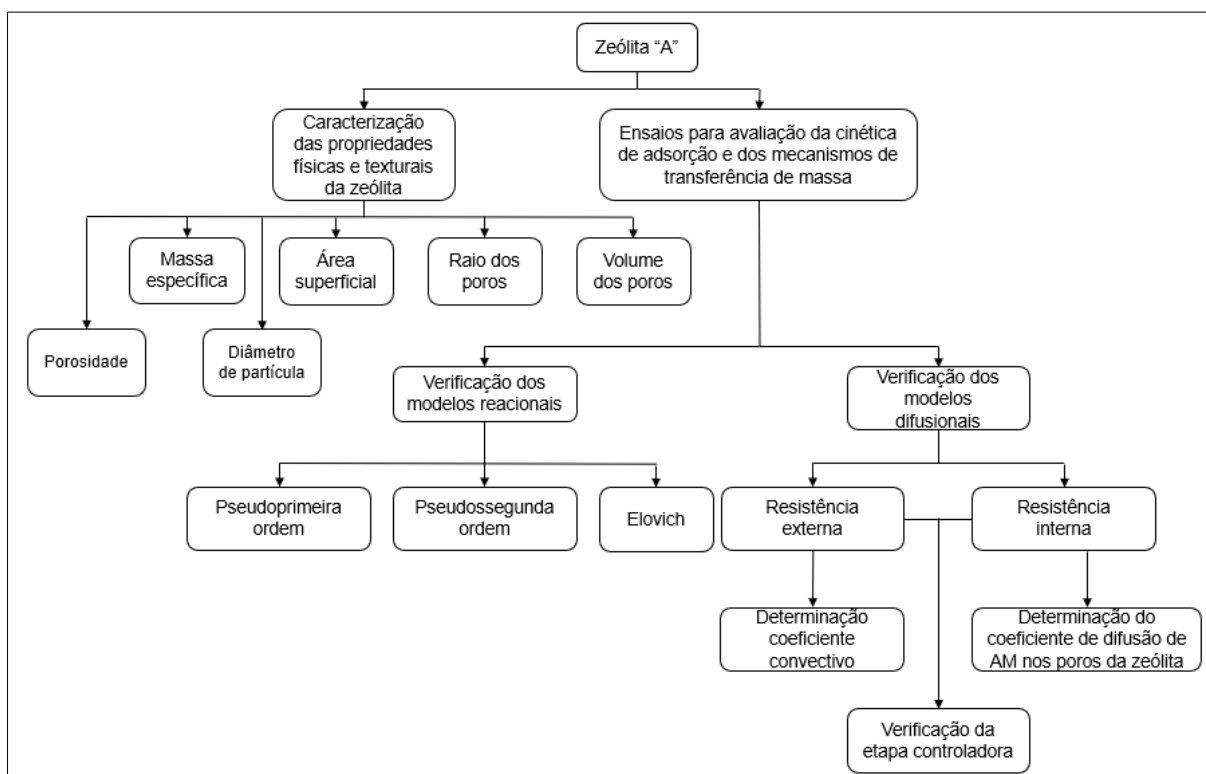 Zeólita “A”
Caracterização
das propriedades
físicas e texturais
da zeólita
Ensaios para avaliação da cinética
de adsorção e dos mecanismos de
transferência de massa
Massa
específica
Área
superficial
Raio dos
poros
Volume
dos poros
Porosidade
Diâmetro
de partícula
Verificação dos
modelos reacionais
Verificação dos
modelos
difusionais
Pseudoprimeira
ordem
Pseudossegunda
ordem
Elovich
Resistência
externa
Resistência
interna
Determinação
coeficiente
convectivo
Determinação do
coeficiente de difusão de
AM nos poros da zeólita
Verificação da
etapa controladora